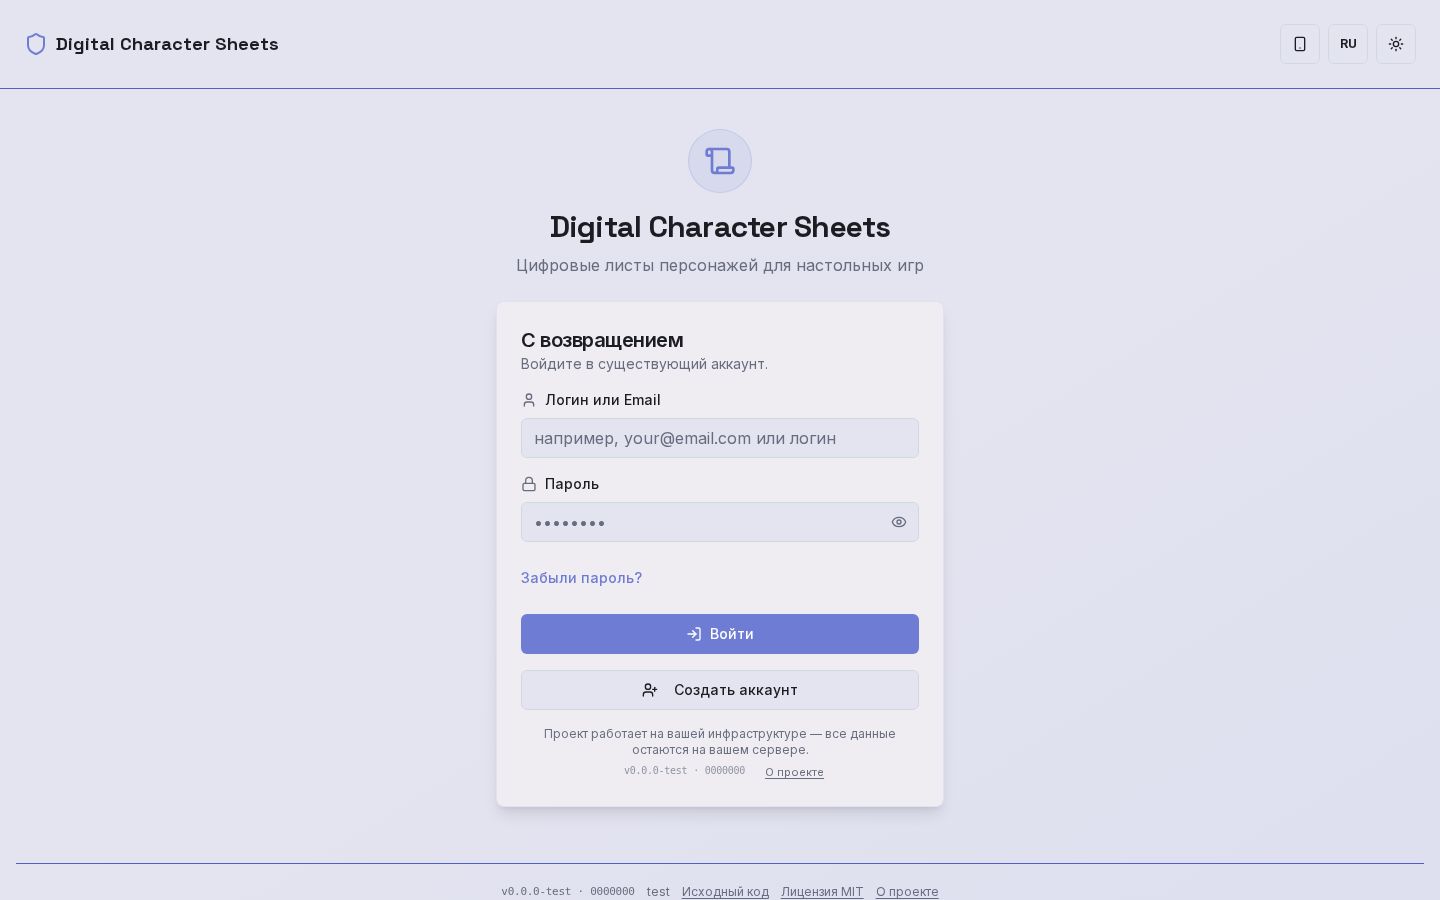 Digital Character Sheets
RU
Digital Character Sheets
Цифровые листы персонажей для настольных игр
С возвращением
Войдите в существующий аккаунт.
Логин или Email
например, your@email.com или логин
Пароль
••••••••
Забыли пароль?
Войти
Создать аккаунт
Проект работает на вашей инфраструктуре — все данные
остаются на вашем сервере.
v0.0.0-test · 0000000 О проекте
v0.0.0-test · 0000000 test Исходный код Лицензия MIT О проекте